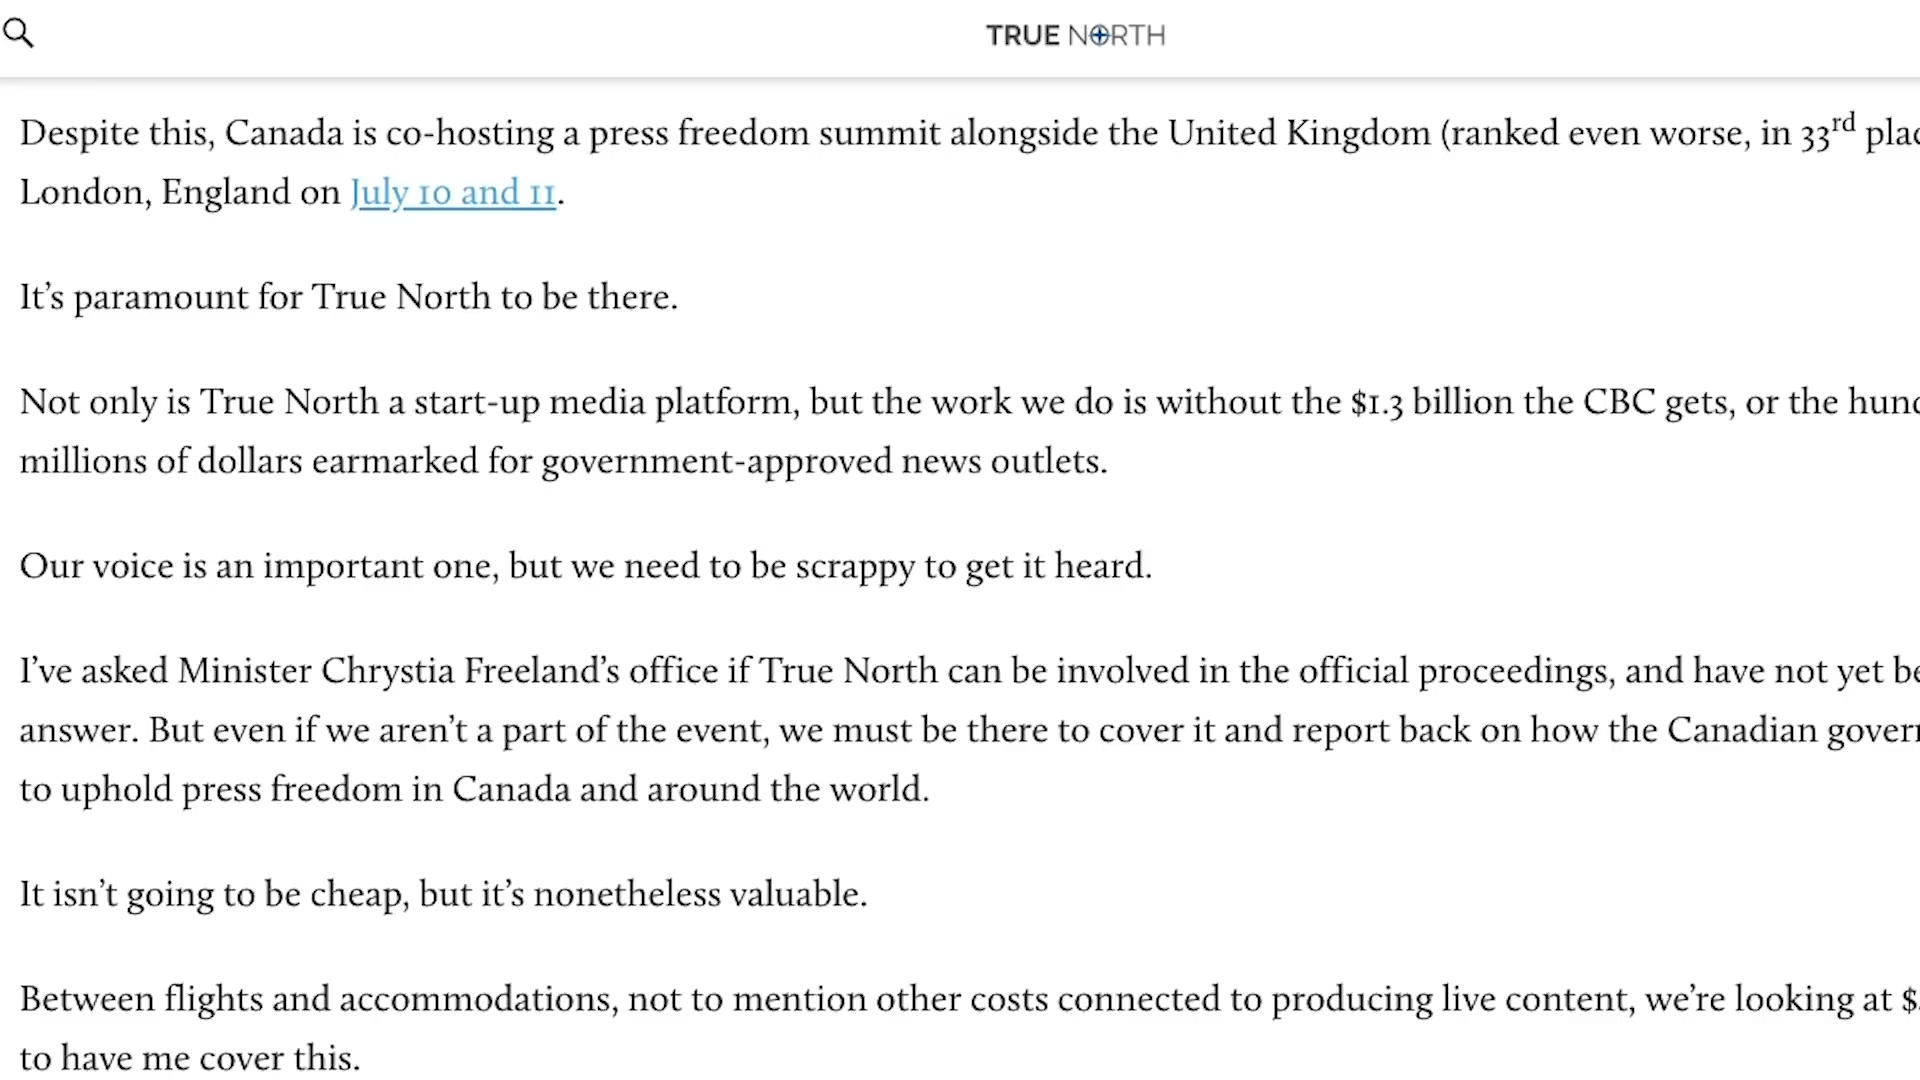 TRUE NORTH
Despite this, Canada is co-hosting a press freedom summit alongside the United Kingdom (ranked even worse, in 33rd
London, England on July 10 and 11.
It’s paramount for True North to be there.
Not only is True North a start-up media platform, but the work we do is without the $1.3 billion the CBC gets, or the
millions of dollars earmarked for government-approved news outlets.
Our voice is an important one, but we need to be scrappy to get it heard.
I’ve asked Minister Chrystia Freeland’s office if True North can be involved in the official proceedings, and have not yet
answer. But even if we aren’t a part of the event, we must be there to cover it and report back on how the Canadian
to uphold press freedom in Canada and around the world.
It isn’t going to be cheap, but it’s nonetheless valuable.
Between flights and accommodations, not to mention other costs connected to producing live content, we’re looking at $
to have me cover this.